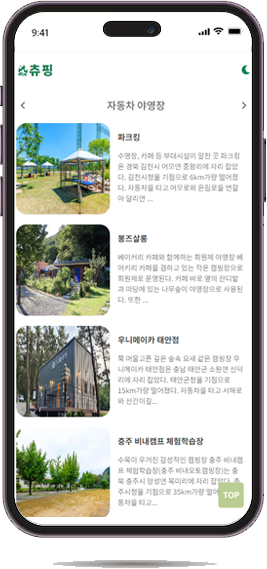 9:41
츄핑
자동차 야영장
파크킹
수영장, 카페 등 부대시설이 알찬 곳 파크킹
은 경북 김천시 어모면 중왕리에 자리 잡았
다. 김천시청을 기점으로 6km가량 떨어졌
다. 자동차를 타고 어모로와 은림로를 번갈
아 달리면 ...
몽즈살롱
베이커리 카페와 함께하는 회원제 야영장 베
어커리 카페를 겸하고 있는 작은 캠핑장으로
회원제로 운영된다. 카페 바로 옆의 잔디밭
과 마당에 있는 나무숲이 야영장으로 사용된
다. 또한 ...
우니메이카 태안점
쭉 머물고픈 깊은 숲속 요새 같은 캠핑장 우
니메이카 태안점은 충남 태안군 소원면 신덕
리에 자리 잡았다. 태안군청을 기점으로
15km가량 떨어졌다. 자동차를 타고 서해로
와 산간이길...
충주 비내캠프 체험학습장
수목이 우거진 감성적인 캠핑장 충주 비내캠
프 체험학습장(충주 비내오토캠핑장)는 충
북 충주시 앙성면 목미리에 자리 잡았다. 충
주시청을 기점으로 35km가량 떨어
동차를 타고...
TOP